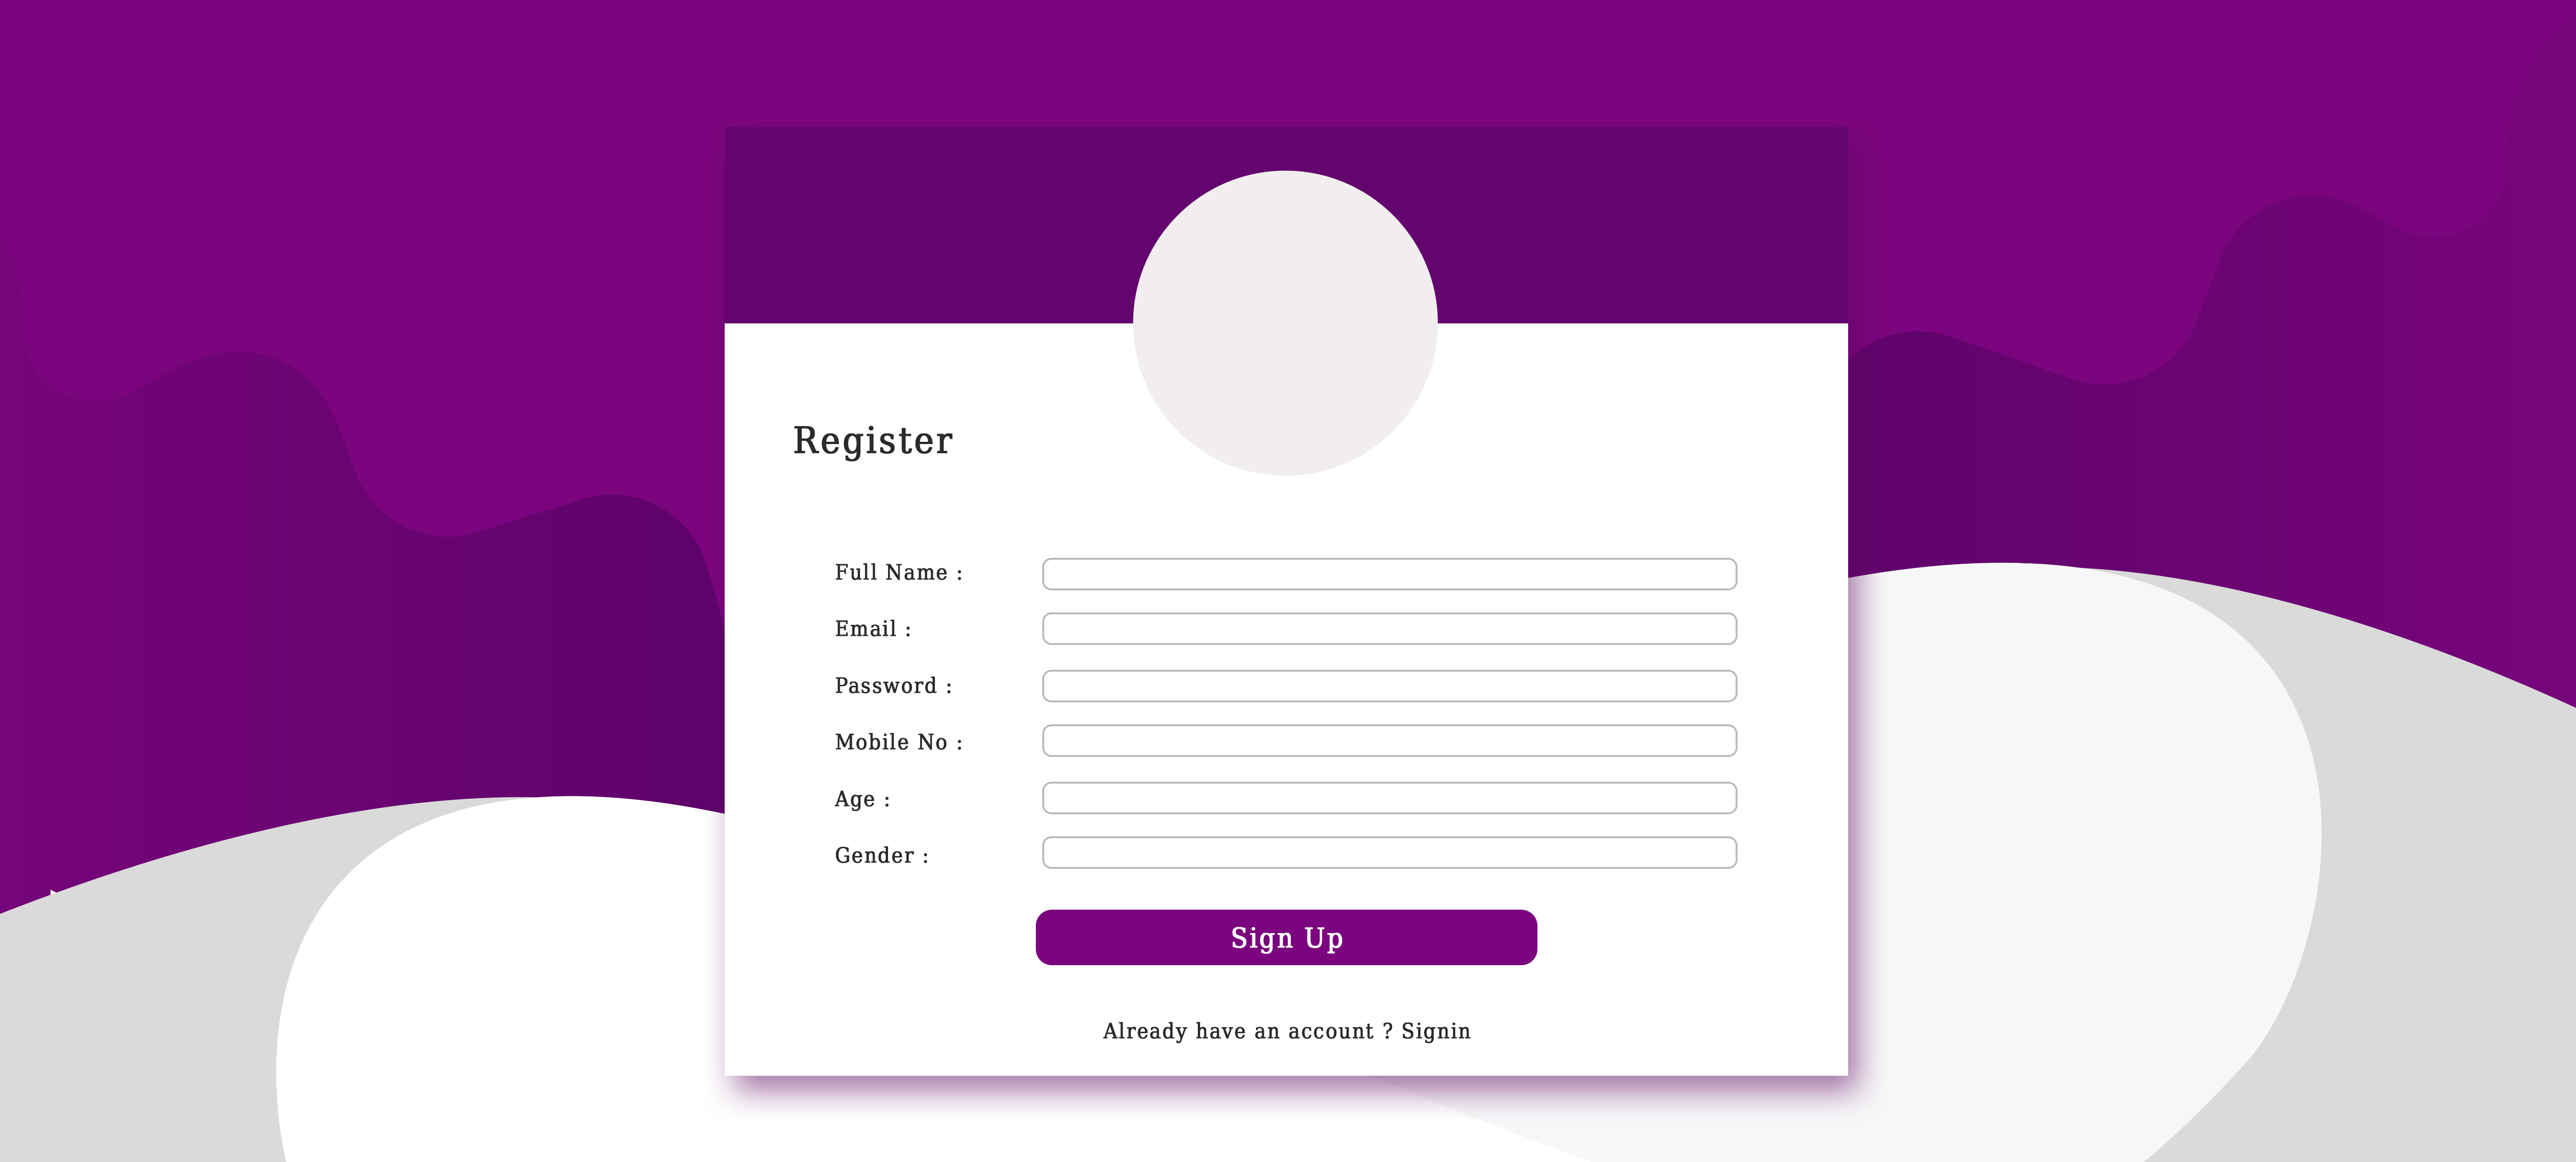 Register
Full Name :
Email :
Password :
Mobile No :
Age :
Gender :
Sign Up
Already have an account ? Signin